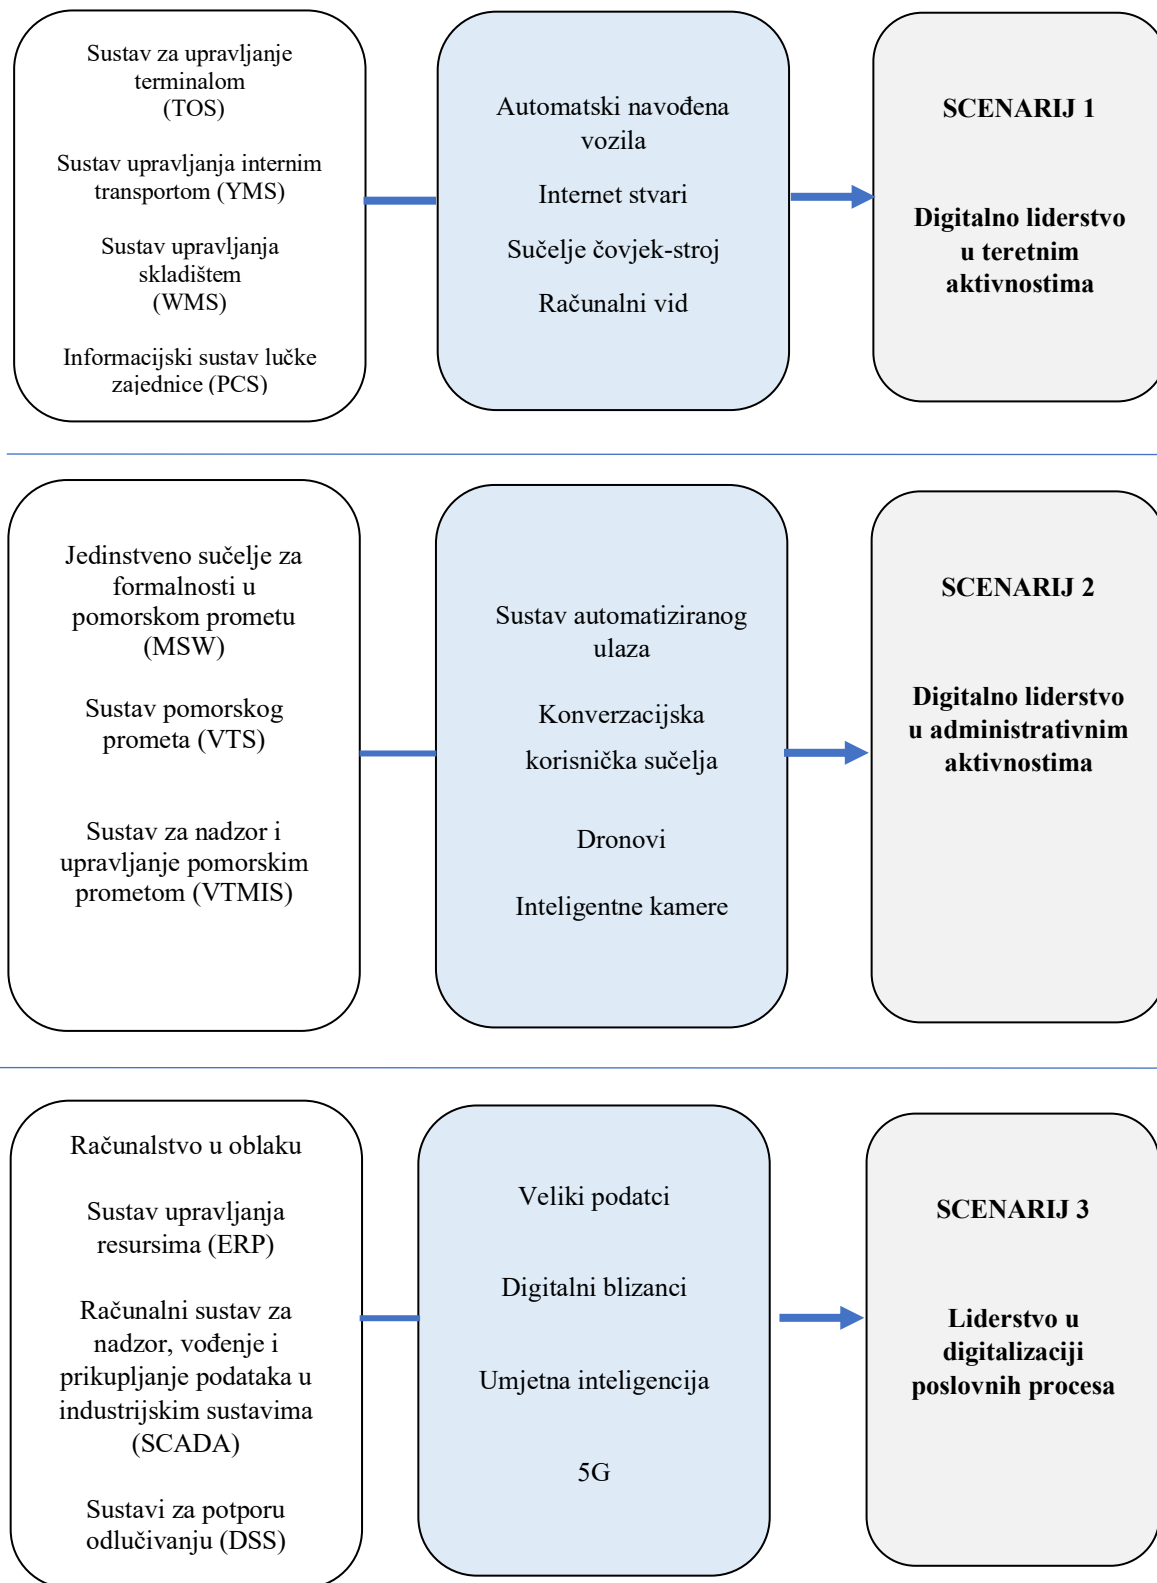 Sustav za upravljanje
terminalom
(TOS)
Sustav upravljanja internim
transportom (YMS)
Sustav upravljanja
skladištem
(WMS)
Informacijski sustav lučke
zajednice (PCS)
Automatski navođena
vozila
Internet stvari
Sučelje čovjek-stroj
Računalni vid
SCENARIJ 1
Digitalno liderstvo
u teretnim
aktivnostima
Jedinstveno sučelje za
formalnosti u
pomorskom prometu
(MSW)
Sustav pomorskog
prometa (VTS)
Sustav za nadzor i
upravljanje pomorskim
prometom (VTMIS)
Sustav automatiziranog
ulaza
Konverzacijska
korisnička sučelja
Dronovi
Inteligentne kamere
SCENARIJ 2
Digitalno liderstvo
u administrativnim
aktivnostima
Računalstvo u oblaku
Sustav upravljanja
resursima (ERP)
Računalni sustav za
nadzor, vođenje i
prikupljanje podataka u
industrijskim sustavima
(SCADA)
Sustavi za potporu
odlučivanju (DSS)
Veliki podatci
Digitalni blizanci
Umjetna inteligencija
5G
SCENARIJ 3
Liderstvo u
digitalizaciji
poslovnih procesa